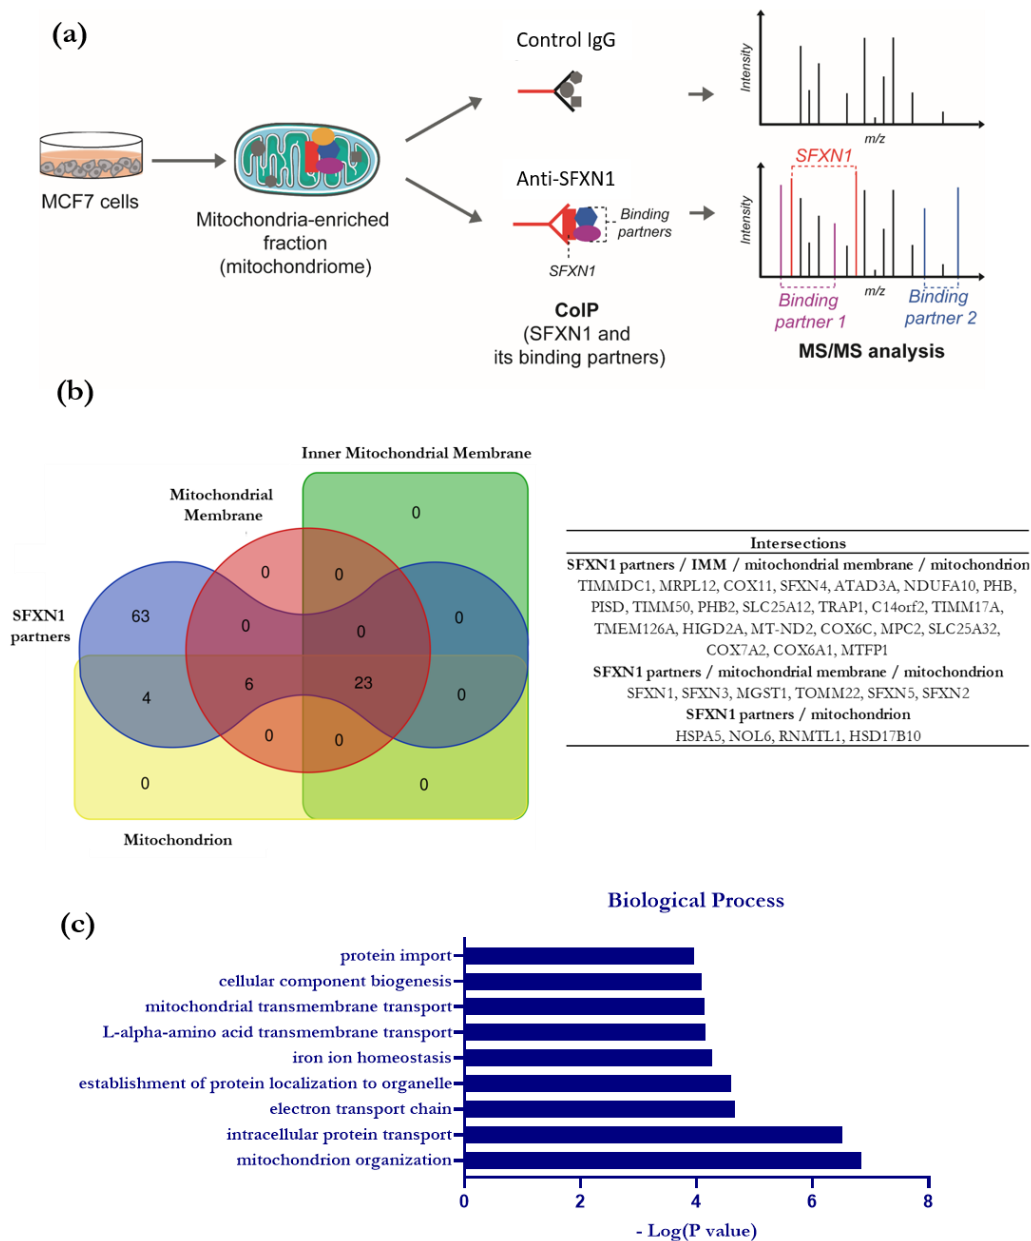 (a)
Control IgG
MCF7 cells
Mitochondria-enriched
fraction
(mitochondriome)
Anti-SFXN1
Binding
partners
SFXN1
CoIP
(SFXN1 and
its binding partners)
Intensity
m/z
SFXN1
Intensity
m/z
Binding
partner 1
Binding
partner 2
MS/MS analysis
(b)
Inner Mitochondrial Membrane
Mitochondrial
Membrane
SFXN1
partners
Mitochondrion
0
0
0
63
0
0
0
4
6
23
0
0
0
0
0
Intersections
SFXN1 partners / IMM / mitochondrial membrane / mitochondrion
TIMMDC1, MRPL12, COX11, SFXN4, ATAD3A, NDUFA10, PHB,
PISD, TIMM50, PHB2, SLC25A12, TRAP1, C14orf2, TIMM17A,
TMEM126A, HIGD2A, MT-ND2, COX6C, MPC2, SLC25A32,
COX7A2, COX6A1, MTFP1
SFXN1 partners / mitochondrial membrane / mitochondrion
SFXN1, SFXN3, MGST1, TOMM22, SFXN5, SFXN2
SFXN1 partners / mitochondrion
HSPA5, NOL6, RNMTL1, HSD17B10
(c)
Biological Process
protein import
cellular component biogenesis
mitochondrial transmembrane transport
L-alpha-amino acid transmembrane transport
iron ion homeostasis
establishment of protein localization to organelle
electron transport chain
intracellular protein transport
mitochondrion organization
0 2 4 6 8
- Log(P value)